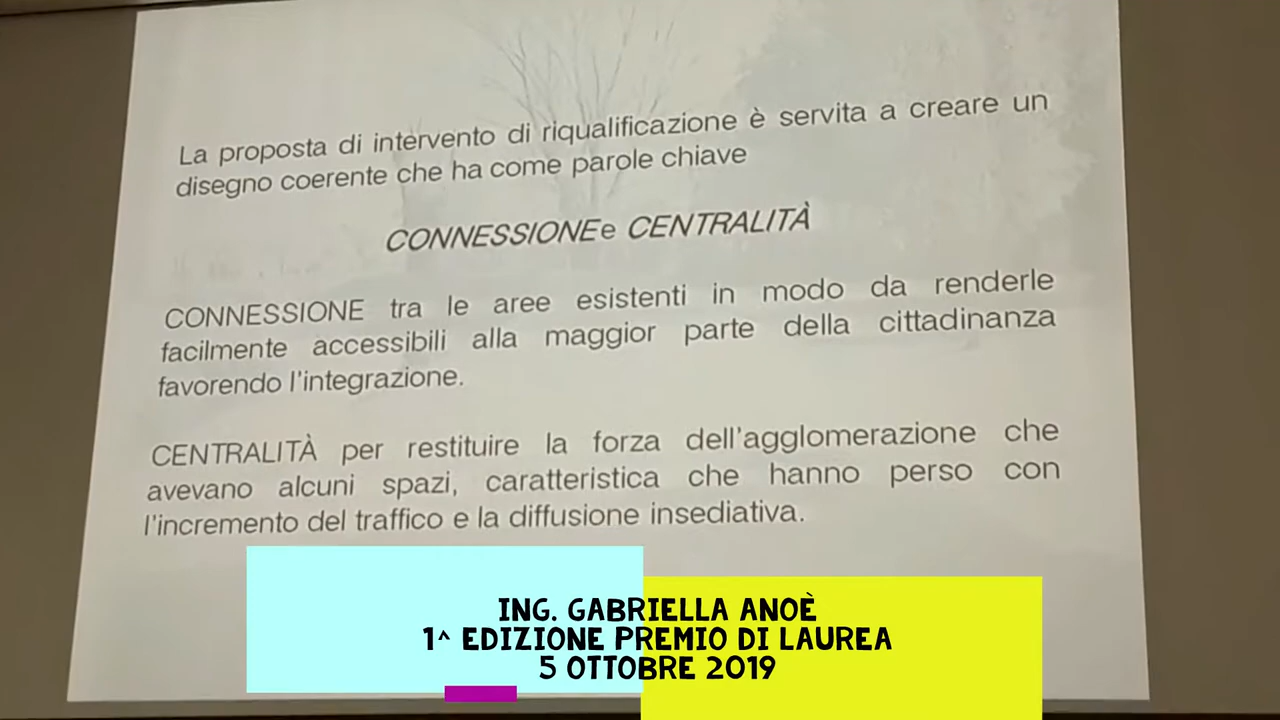 La proposta di intervento di riqualificazione è servita a creare un
disegno coerente che ha come parole chiave
CONNESSIONE e CENTRALITÀ
CONNESSIONE tra le aree esistenti in modo da renderle
facilmente accessibili alla maggior parte della cittadinanza
favorendo l'integrazione.
CENTRALITÀ per restituire la forza dell'agglomerazione che
avevano alcuni spazi, caratteristica che hanno perso con
l'incremento del traffico e la diffusione insediativa.
ING. GABRIELLA ANOÈ
1^ EDIZIONE PREMIO DI LAUREA
5 OTTOBRE 2019